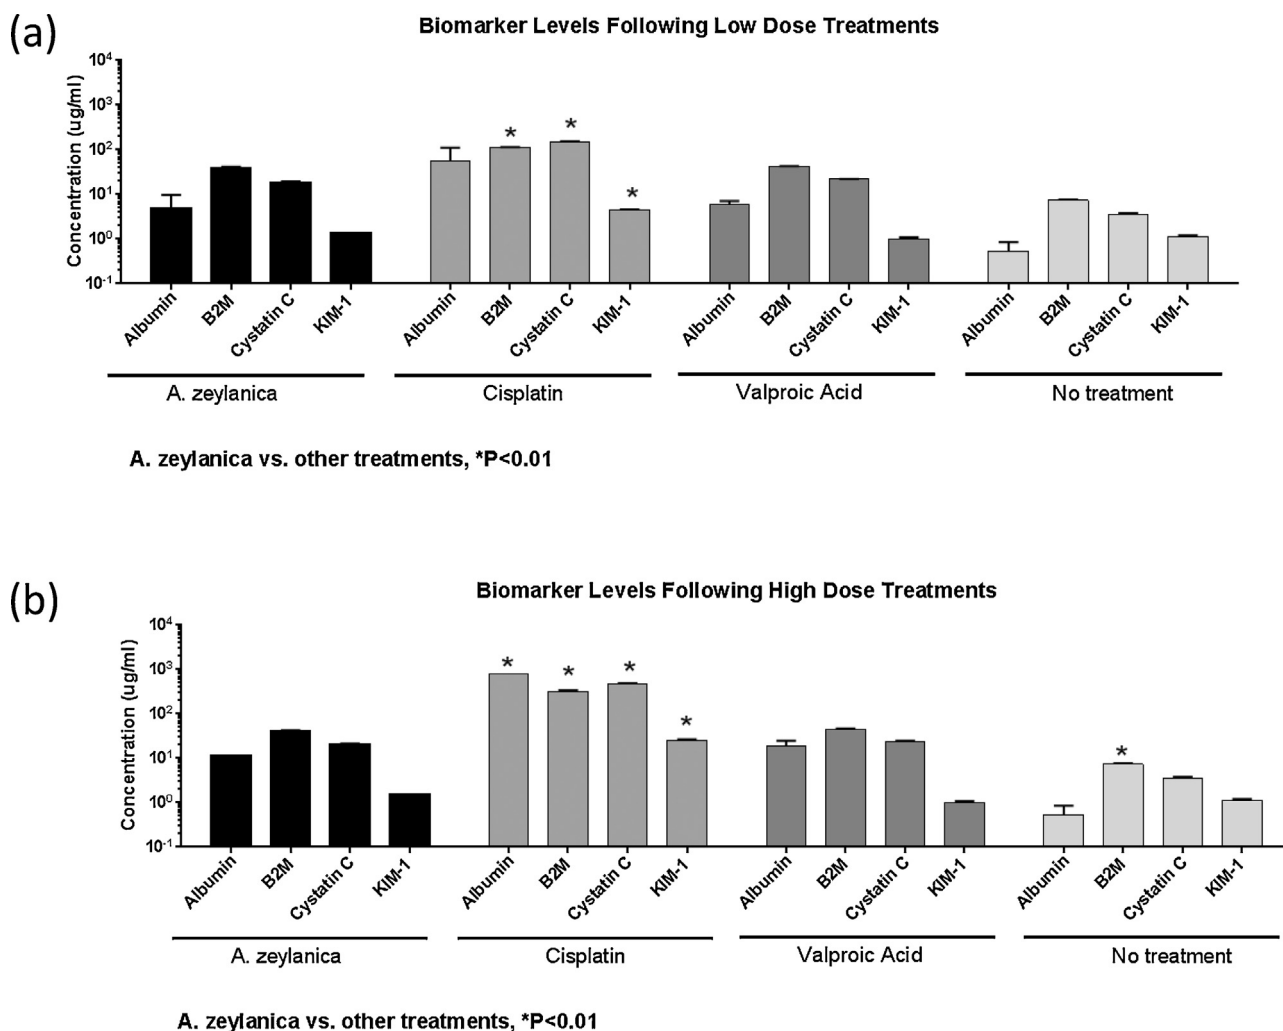 (a)
Biomarker Levels Following Low Dose Treatments
Concentration (ug/ml)
10⁴
10³
10²
10¹
10⁰
10⁻¹
* * *
Albumin B2M Cystatin C KIM-1 Albumin B2M Cystatin C KIM-1 Albumin B2M Cystatin C KIM-1 Albumin B2M Cystatin C KIM-1
A. zeylanica Cisplatin Valproic Acid No treatment
A. zeylanica vs. other treatments, *P<0.01
(b)
Biomarker Levels Following High Dose Treatments
Concentration (ug/ml)
10⁴
10³
10²
10¹
10⁰
10⁻¹
* * * * *
Albumin B2M Cystatin C KIM-1 Albumin B2M Cystatin C KIM-1 Albumin B2M Cystatin C KIM-1 Albumin B2M Cystatin C KIM-1
A. zeylanica Cisplatin Valproic Acid No treatment
A. zeylanica vs. other treatments, *P<0.01